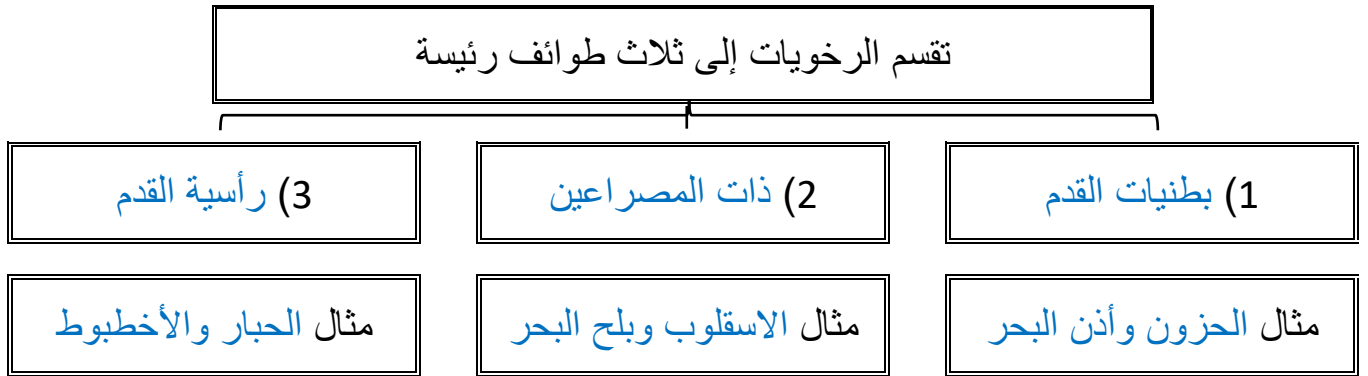 تقسم الرخويات إلى ثلاث طوائف رئيسة
1) بطنيات القدم
2) ذات المصراعين
3) رأسية القدم
مثال الحزون وأذن البحر
مثال الاسقلوب وبلح البحر
مثال الحبار والأخطبوط